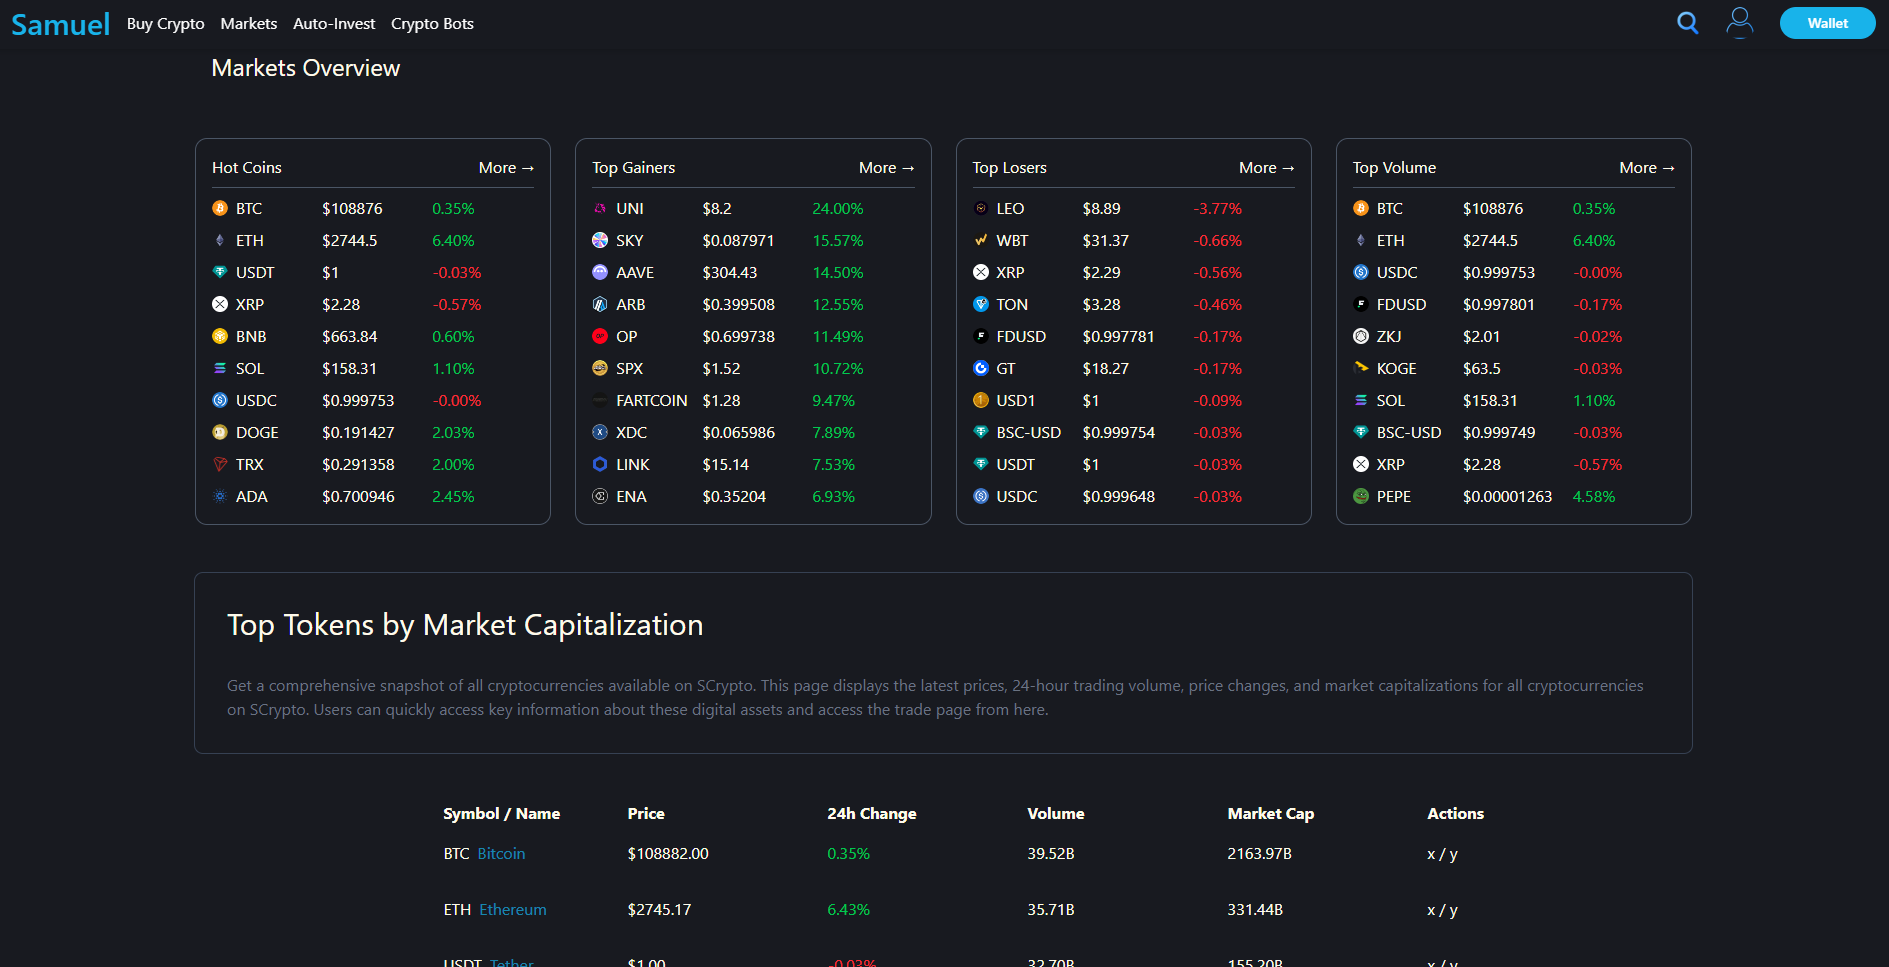 Samuel Buy Crypto Markets Auto-Invest Crypto Bots Wallet
Markets Overview
Hot Coins More →
BTC $108876 0.35%
ETH $2744.5 6.40%
USDT $1 -0.03%
XRP $2.28 -0.57%
BNB $663.84 0.60%
SOL $158.31 1.10%
USDC $0.999753 -0.00%
DOGE $0.191427 2.03%
TRX $0.291358 2.00%
ADA $0.700946 2.45%
Top Gainers More →
UNI $8.2 24.00%
SKY $0.087971 15.57%
AAVE $304.43 14.50%
ARB $0.399508 12.55%
OP $0.699738 11.49%
SPX $1.52 10.72%
FARTCOIN $1.28 9.47%
XDC $0.065986 7.89%
LINK $15.14 7.53%
ENA $0.35204 6.93%
Top Losers More →
LEO $8.89 -3.77%
WBT $31.37 -0.66%
XRP $2.29 -0.56%
TON $3.28 -0.46%
FDUSD $0.997781 -0.17%
GT $18.27 -0.17%
USD1 $1 -0.09%
BSC-USD $0.999754 -0.03%
USDT $1 -0.03%
USDC $0.999648 -0.03%
Top Volume More →
BTC $108876 0.35%
ETH $2744.5 6.40%
USDC $0.999753 -0.00%
FDUSD $0.997801 -0.17%
ZKJ $2.01 -0.02%
KOGE $63.5 -0.03%
SOL $158.31 1.10%
BSC-USD $0.999749 -0.03%
XRP $2.28 -0.57%
PEPE $0.00001263 4.58%
Top Tokens by Market Capitalization
Get a comprehensive snapshot of all cryptocurrencies available on SCrypto. This page displays the latest prices, 24-hour trading volume, price changes, and market capitalizations for all cryptocurrencies
on SCrypto. Users can quickly access key information about these digital assets and access the trade page from here.
Symbol / Name Price 24h Change Volume Market Cap Actions
BTC Bitcoin $108882.00 0.35% 39.52B 2163.97B x / y
ETH Ethereum $2745.17 6.43% 35.71B 331.44B x / y
USDT Tether $1.00 -0.03% 32.70B 155.20B x / y